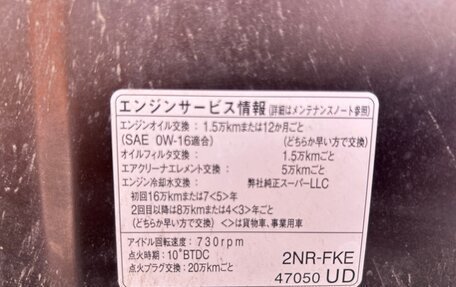 エンジンサービス情報 (詳細はメンテナンスノート参照)
エンジンオイル交換 : 1.5万kmまたは12か月ごと
(SAE 0W-16適合) (どちらか早い方で交換)
オイルフィルタ交換 : 1.5万kmごと
エアクリーナエレメント交換 : 5万kmごと
エンジン冷却水交換 : 弊社純正スーパーLLC
初回16万kmまたは7<5>年
2回目以降は8万kmまたは4<3>年ごと
(どちらか早い方で交換) <>は貨物車、事業用車
アイドル回転速度 : 730rpm
点火時期 : 10°BTDC 2NR-FKE
点火プラグ交換 : 20万kmごと 47050 UD